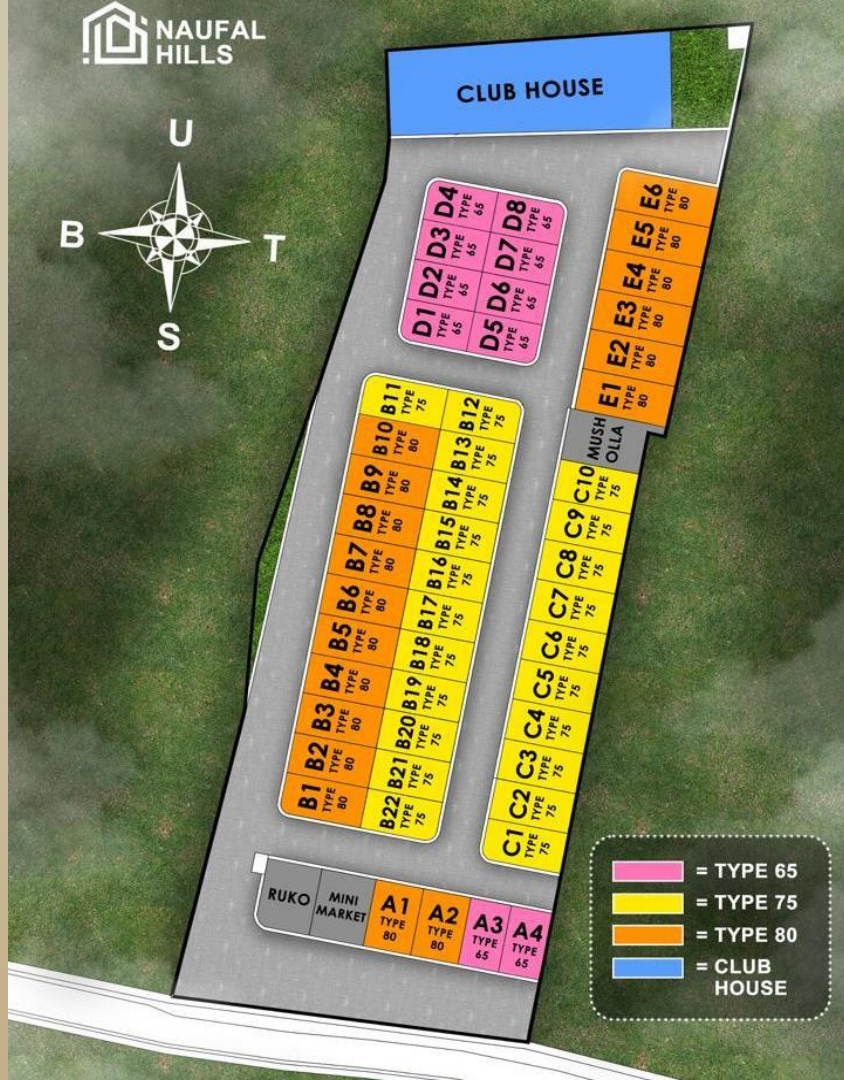 NAUFAL
HILLS
U
B
T
S
CLUB HOUSE
D4
TYPE
65
D8
TYPE
65
D3
TYPE
65
D7
TYPE
65
D2
TYPE
65
D6
TYPE
65
D1
TYPE
65
D5
TYPE
65
E6
TYPE
80
E5
TYPE
80
E4
TYPE
80
E3
TYPE
80
E2
TYPE
80
E1
TYPE
80
MUSH
OLLA
B11
TYPE
75
B12
TYPE
75
B10
TYPE
80
B13
TYPE
75
B9
TYPE
80
B14
TYPE
75
B8
TYPE
80
B15
TYPE
75
B7
TYPE
80
B16
TYPE
75
B6
TYPE
80
B17
TYPE
75
B5
TYPE
80
B18
TYPE
75
B4
TYPE
80
B19
TYPE
75
B3
TYPE
80
B20
TYPE
75
B2
TYPE
80
B21
TYPE
75
B1
TYPE
80
B22
TYPE
75
C10
TYPE
75
C9
TYPE
75
C8
TYPE
75
C7
TYPE
75
C6
TYPE
75
C5
TYPE
75
C4
TYPE
75
C3
TYPE
75
C2
TYPE
75
C1
TYPE
75
RUKO
MINI
MARKET
A1
TYPE
80
A2
TYPE
80
A3
TYPE
65
A4
TYPE
65
= TYPE 65
= TYPE 75
= TYPE 80
= CLUB
HOUSE